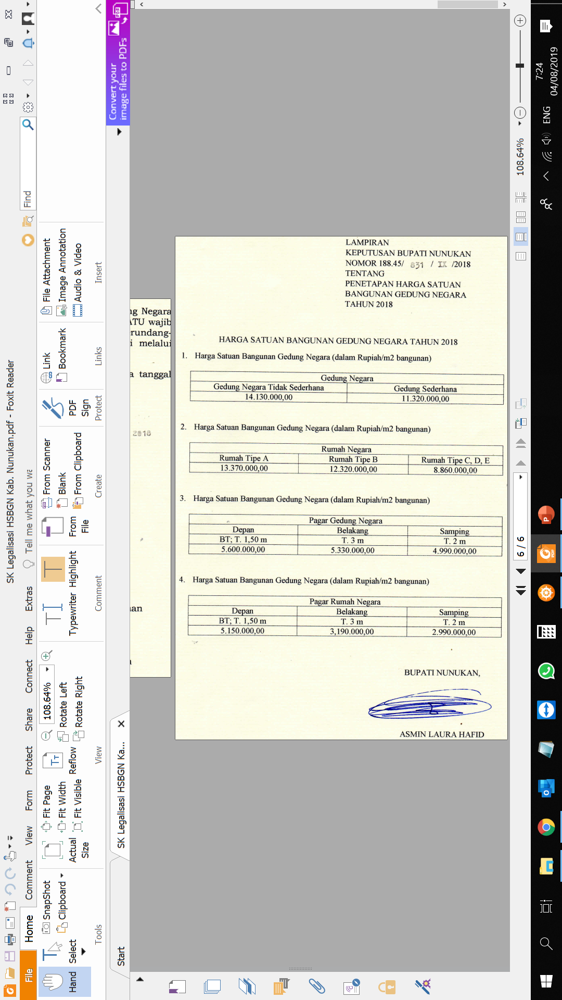 SK Legalisasi HSBGN Kab. Nunukan.pdf - Foxit Reader
File
Home
Comment
View
Form
Protect
Share
Connect
Help
Extras
Tell me what you wa
Find
Hand
Select
SnapShot
Clipboard
Tools
Actual
Size
Fit Page
Fit Width
Fit Visible
Reflow
108.64%
Rotate Left
Rotate Right
View
Typewriter
Highlight
Comment
From
File
From Scanner
Blank
From Clipboard
Create
PDF
Sign
Protect
Link
Bookmark
Links
File Attachment
Image Annotation
Audio & Video
Insert
Start
SK Legalisasi HSBGN Ka...
Convert your
image files to PDFs
ng Negara
ATU wajib
rundang-
i melalui
a tanggal
2018
an
LAMPIRAN
KEPUTUSAN BUPATI NUNUKAN
NOMOR 188.45/ 831 / IX /2018
TENTANG
PENETAPAN HARGA SATUAN
BANGUNAN GEDUNG NEGARA
TAHUN 2018
HARGA SATUAN BANGUNAN GEDUNG NEGARA TAHUN 2018
1. Harga Satuan Bangunan Gedung Negara (dalam Rupiah/m2 bangunan)
Gedung Negara
Gedung Negara Tidak Sederhana Gedung Sederhana
14.130.000,00 11.320.000,00
2. Harga Satuan Bangunan Gedung Negara (dalam Rupiah/m2 bangunan)
Rumah Negara
Rumah Tipe A Rumah Tipe B Rumah Tipe C, D, E
13.370.000,00 12.320.000,00 8.860.000,00
3. Harga Satuan Bangunan Gedung Negara (dalam Rupiah/m2 bangunan)
Pagar Gedung Negara
Depan Belakang Samping
BT; T. 1,50 m T. 3 m T. 2 m
5.600.000,00 5.330.000,00 4.990.000,00
4. Harga Satuan Bangunan Gedung Negara (dalam Rupiah/m2 bangunan)
Pagar Rumah Negara
Depan Belakang Samping
BT; T. 1,50 m T. 3 m T. 2 m
5.150.000,00 3,190.000,00 2.990.000,00
BUPATI NUNUKAN,
ASMIN LAURA HAFID
6 / 6
108.64%
ENG
7:24
04/08/2019